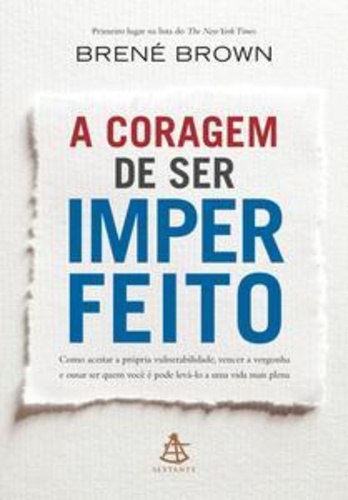 Primeiro lugar na lista do The New York Times
BRENÉ BROWN
A CORAGEM
DE SER
IMPER
FEITO
Como aceitar a própria vulnerabilidade, vencer a vergonha
e ousar ser quem você é pode levá-lo a uma vida mais plena
SEXTANTE